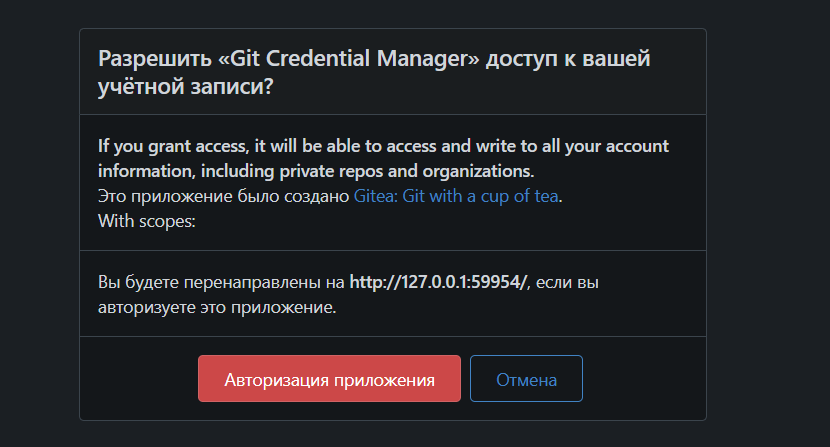 Разрешить «Git Credential Manager» доступ к вашей
учётной записи?
If you grant access, it will be able to access and write to all your account
information, including private repos and organizations.
Это приложение было создано Gitea: Git with a cup of tea.
With scopes:
Вы будете перенаправлены на http://127.0.0.1:59954/, если вы
авторизуете это приложение.
Авторизация приложения
Отмена